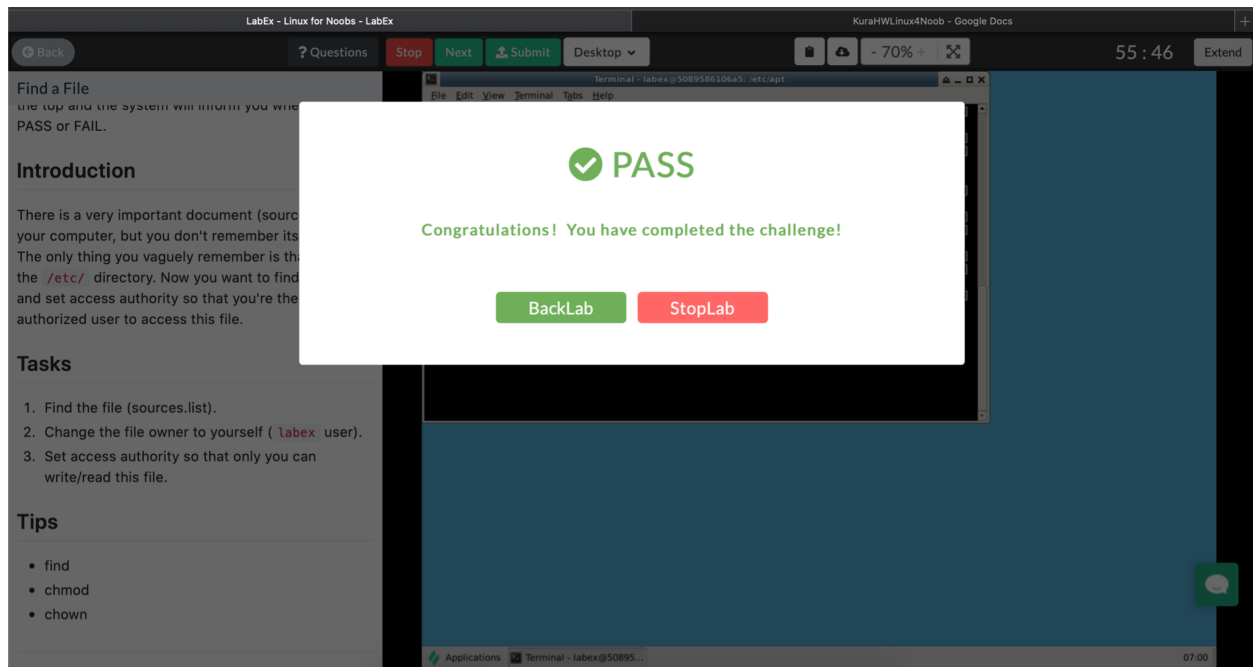 LabEx - Linux for Noobs - LabEx
KuraHWLinux4Noob - Google Docs
+
Back
? Questions
Stop
Next
Submit
Desktop
- 70% +
55 : 46
Extend
Find a File
the top and the system will inform you whe
PASS or FAIL.
Introduction
There is a very important document (sourc
your computer, but you don't remember its
The only thing you vaguely remember is tha
the /etc/ directory. Now you want to find
and set access authority so that you're the
authorized user to access this file.
Tasks
1. Find the file (sources.list).
2. Change the file owner to yourself ( labex user).
3. Set access authority so that only you can
write/read this file.
Tips
• find
• chmod
• chown
Terminal - labex@5089586106a5: /etc/apt
File Edit View Terminal Tabs Help
PASS
Congratulations! You have completed the challenge!
BackLab
StopLab
Applications
Terminal - labex@50895...
07:00